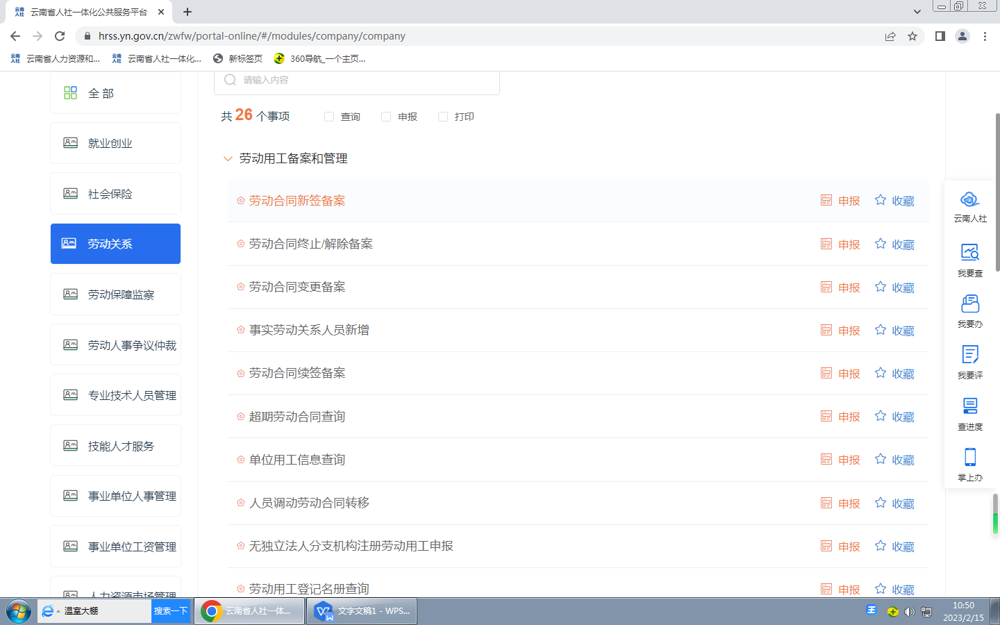 云南省人社一体化公共服务平台
hrss.yn.gov.cn/zwfw/portal-online/#/modules/company/company
云南省人力资源和...
云南省人社一体化...
新标签页
360导航_一个主页...
请输入内容
共 26 个事项
查询
申报
打印
全 部
就业创业
社会保险
劳动关系
劳动保障监察
劳动人事争议仲裁
专业技术人员管理
技能人才服务
事业单位人事管理
事业单位工资管理
人力资源市场管理
劳动用工备案和管理
劳动合同新签备案 申报 收藏
劳动合同终止/解除备案 申报 收藏
劳动合同变更备案 申报 收藏
事实劳动关系人员新增 申报 收藏
劳动合同续签备案 申报 收藏
超期劳动合同查询 申报 收藏
单位用工信息查询 申报 收藏
人员调动劳动合同转移 申报 收藏
无独立法人分支机构注册劳动用工申报 申报 收藏
劳动用工登记名册查询 申报 收藏
云南人社
我要查
我要办
我要评
查进度
掌上办
温室大棚
搜索一下
云南省人社一体...
文字文稿1 - WPS...
10:50
2023/2/15